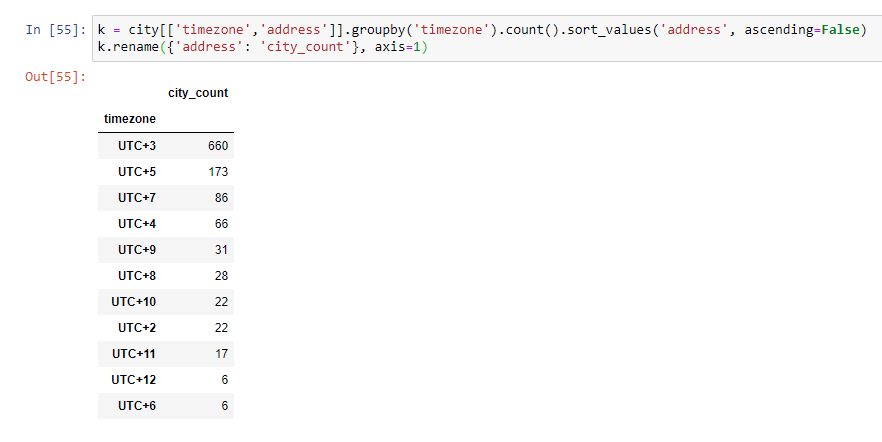 In [55]: k = city[['timezone','address']].groupby('timezone').count().sort_values('address', ascending=False)
k.rename({'address': 'city_count'}, axis=1)
Out[55]:
city_count
timezone
UTC+3 660
UTC+5 173
UTC+7 86
UTC+4 66
UTC+9 31
UTC+8 28
UTC+10 22
UTC+2 22
UTC+11 17
UTC+12 6
UTC+6 6